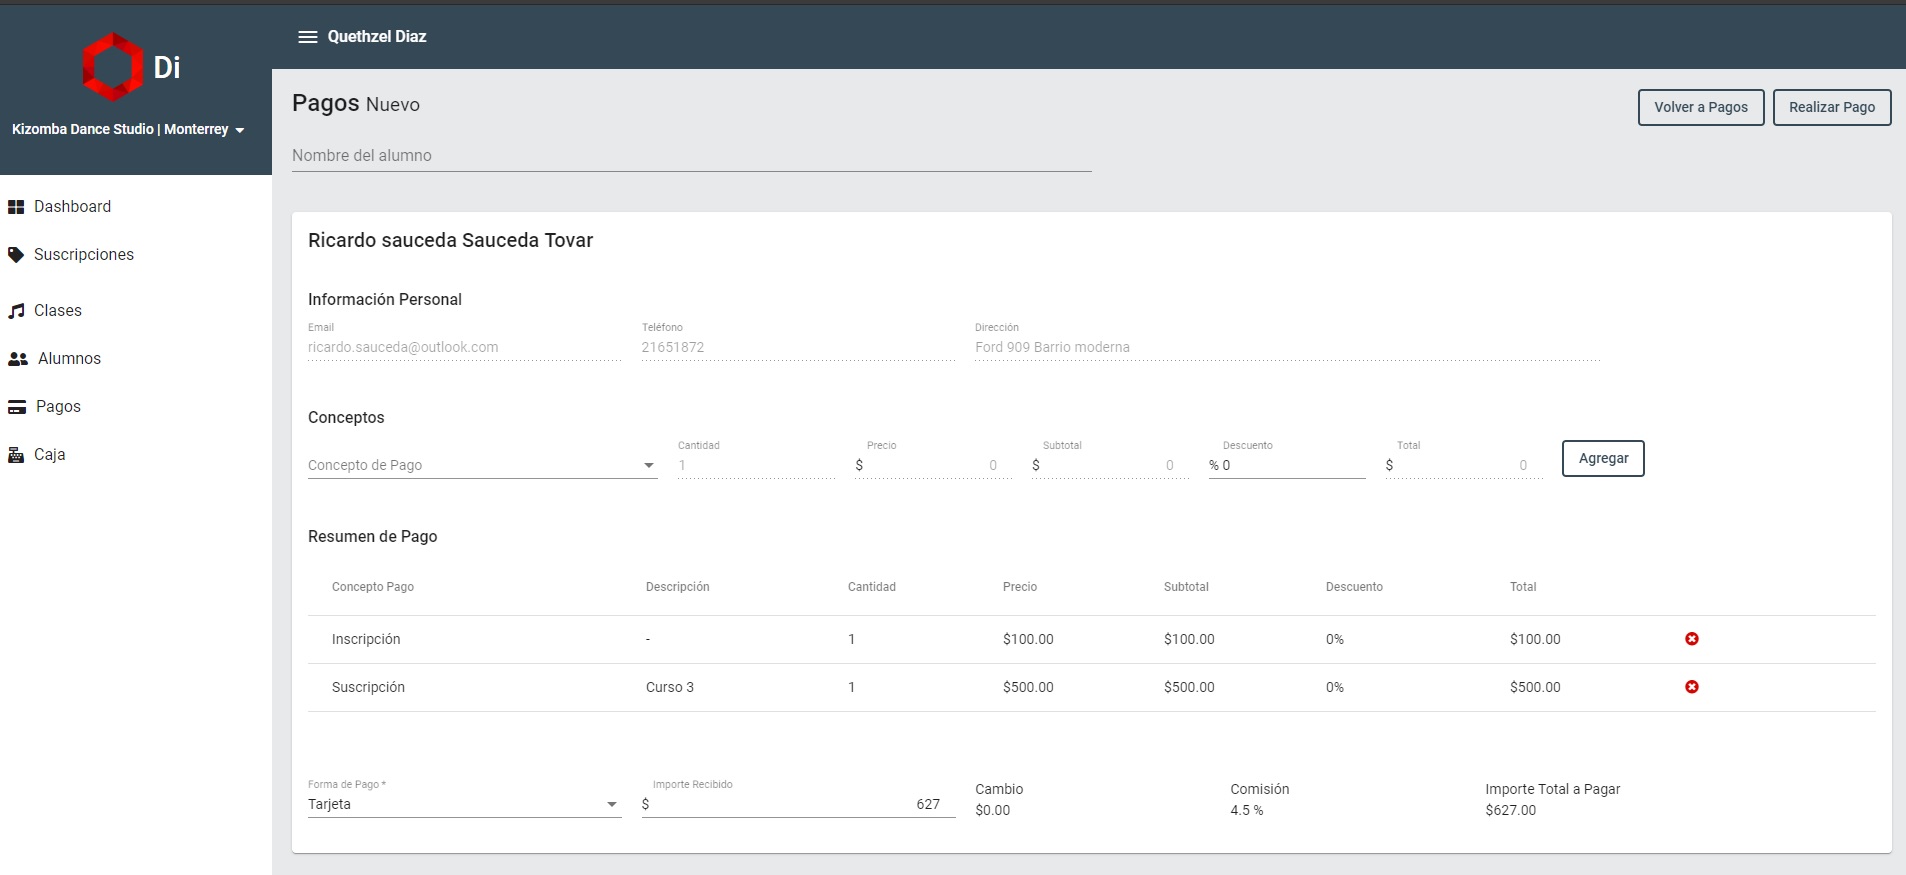 Di
Kizomba Dance Studio | Monterrey
Dashboard
Suscripciones
Clases
Alumnos
Pagos
Caja
Quethzel Diaz
Pagos Nuevo
Volver a Pagos
Realizar Pago
Nombre del alumno
Ricardo sauceda Sauceda Tovar
Información Personal
Email Teléfono Dirección
ricardo.sauceda@outlook.com 21651872 Ford 909 Barrio moderna
Conceptos
Cantidad Precio Subtotal Descuento Total
Concepto de Pago 1 $ 0 $ 0 % 0 $ 0 Agregar
Resumen de Pago
Concepto Pago Descripción Cantidad Precio Subtotal Descuento Total
Inscripción - 1 $100.00 $100.00 0% $100.00
Suscripción Curso 3 1 $500.00 $500.00 0% $500.00
Forma de Pago * Importe Recibido Cambio Comisión Importe Total a Pagar
Tarjeta $ 627 $0.00 4.5 % $627.00